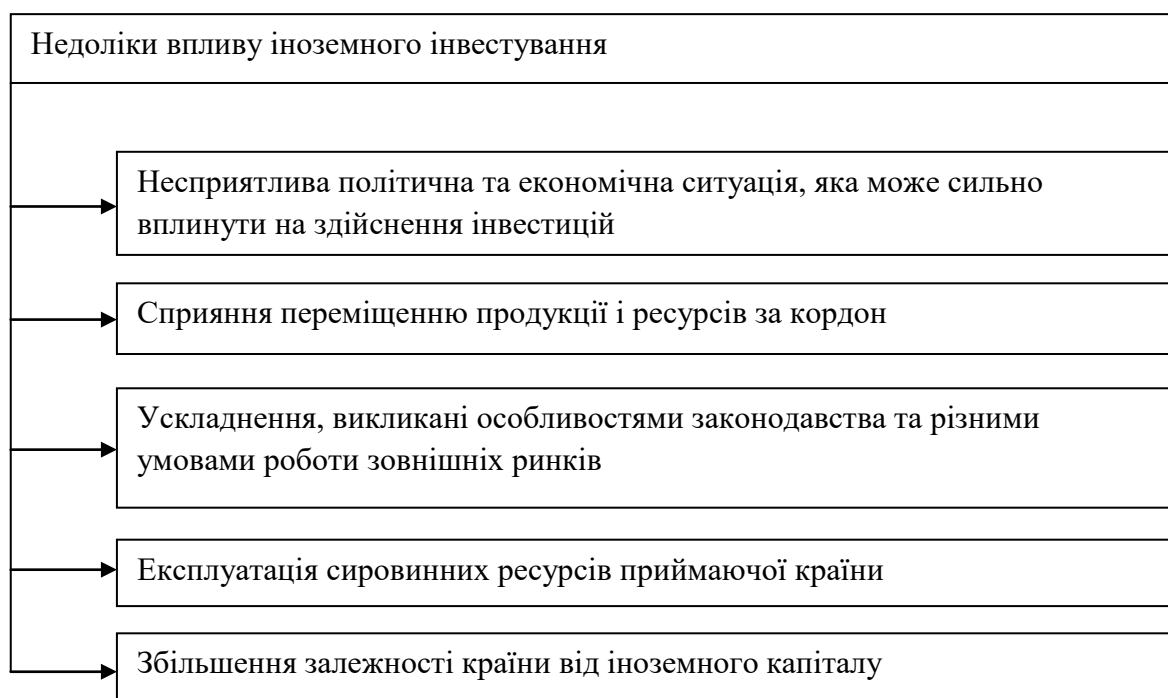 Недоліки впливу іноземного інвестування
Несприятлива політична та економічна ситуація, яка може сильно
вплинути на здійснення інвестицій
Сприяння переміщенню продукції і ресурсів за кордон
Ускладнення, викликані особливостями законодавства та різними
умовами роботи зовнішніх ринків
Експлуатація сировинних ресурсів приймаючої країни
Збільшення залежності країни від іноземного капіталу